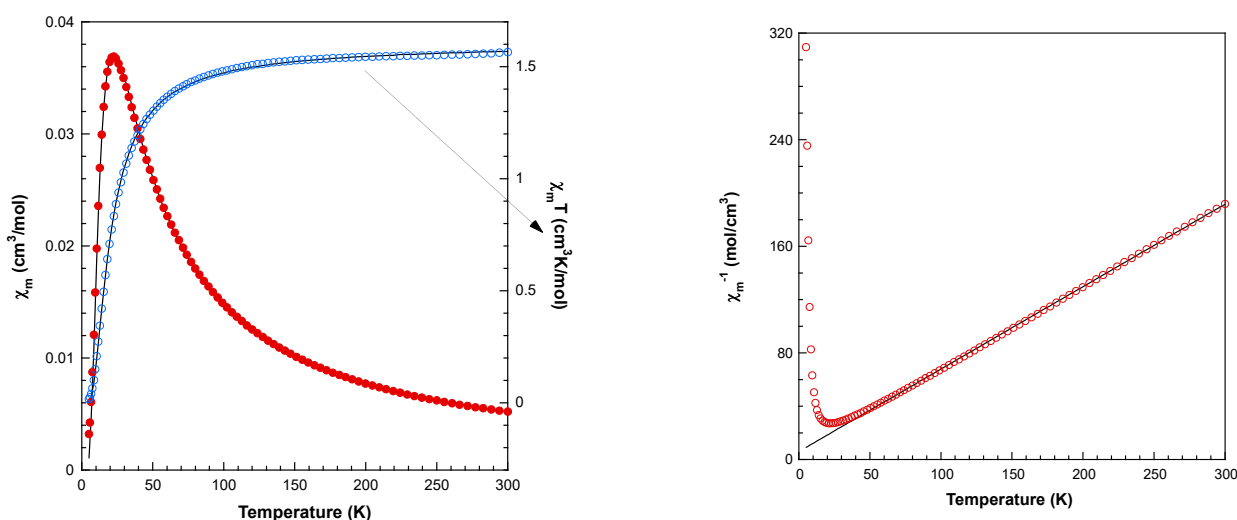 0.04
0.03
0.02
0.01
0
χₘ (cm³/mol)
0 50 100 150 200 250 300
Temperature (K)
1.5
1
0.5
0
χₘT (cm³K/mol)
320
240
160
80
0
χₘ⁻¹ (mol/cm³)
0 50 100 150 200 250 300
Temperature (K)